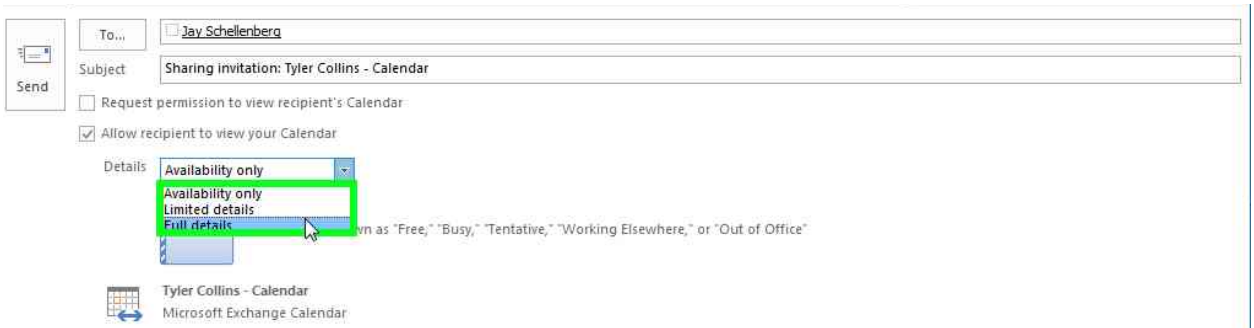 To...
Jay Schellenberg
Send
Subject
Sharing invitation: Tyler Collins - Calendar
Request permission to view recipient's Calendar
Allow recipient to view your Calendar
Details
Availability only
Availability only
Limited details
Full details
as "Free," "Busy," "Tentative," "Working Elsewhere," or "Out of Office"
Tyler Collins - Calendar
Microsoft Exchange Calendar